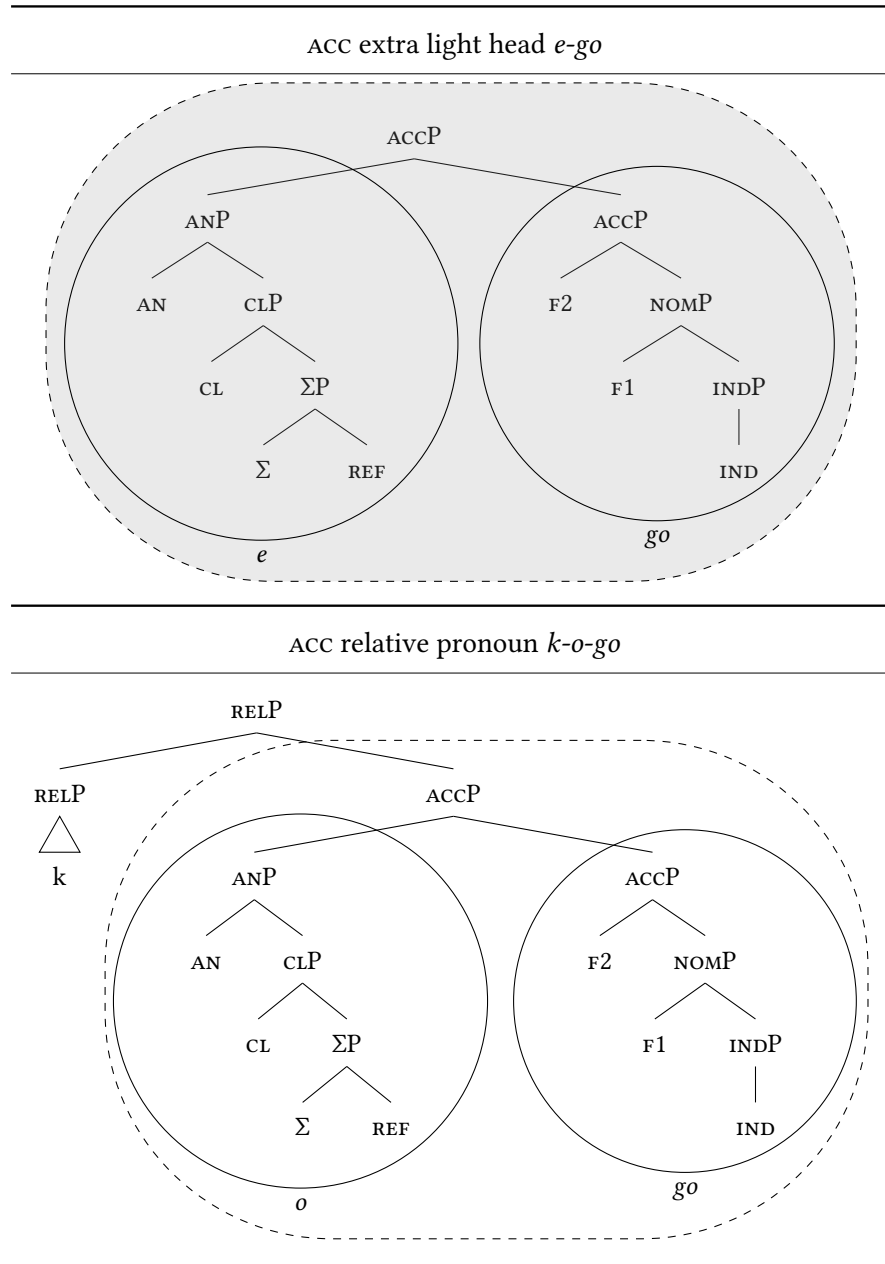 ACC extra light head e-go
ACCP
ANP ACCP
AN CLP F2 NOMP
CL ΣP F1 INDP
Σ REF IND
e go
ACC relative pronoun k-o-go
RELP
RELP ACCP
k ANP ACCP
AN CLP F2 NOMP
CL ΣP F1 INDP
Σ REF IND
o go